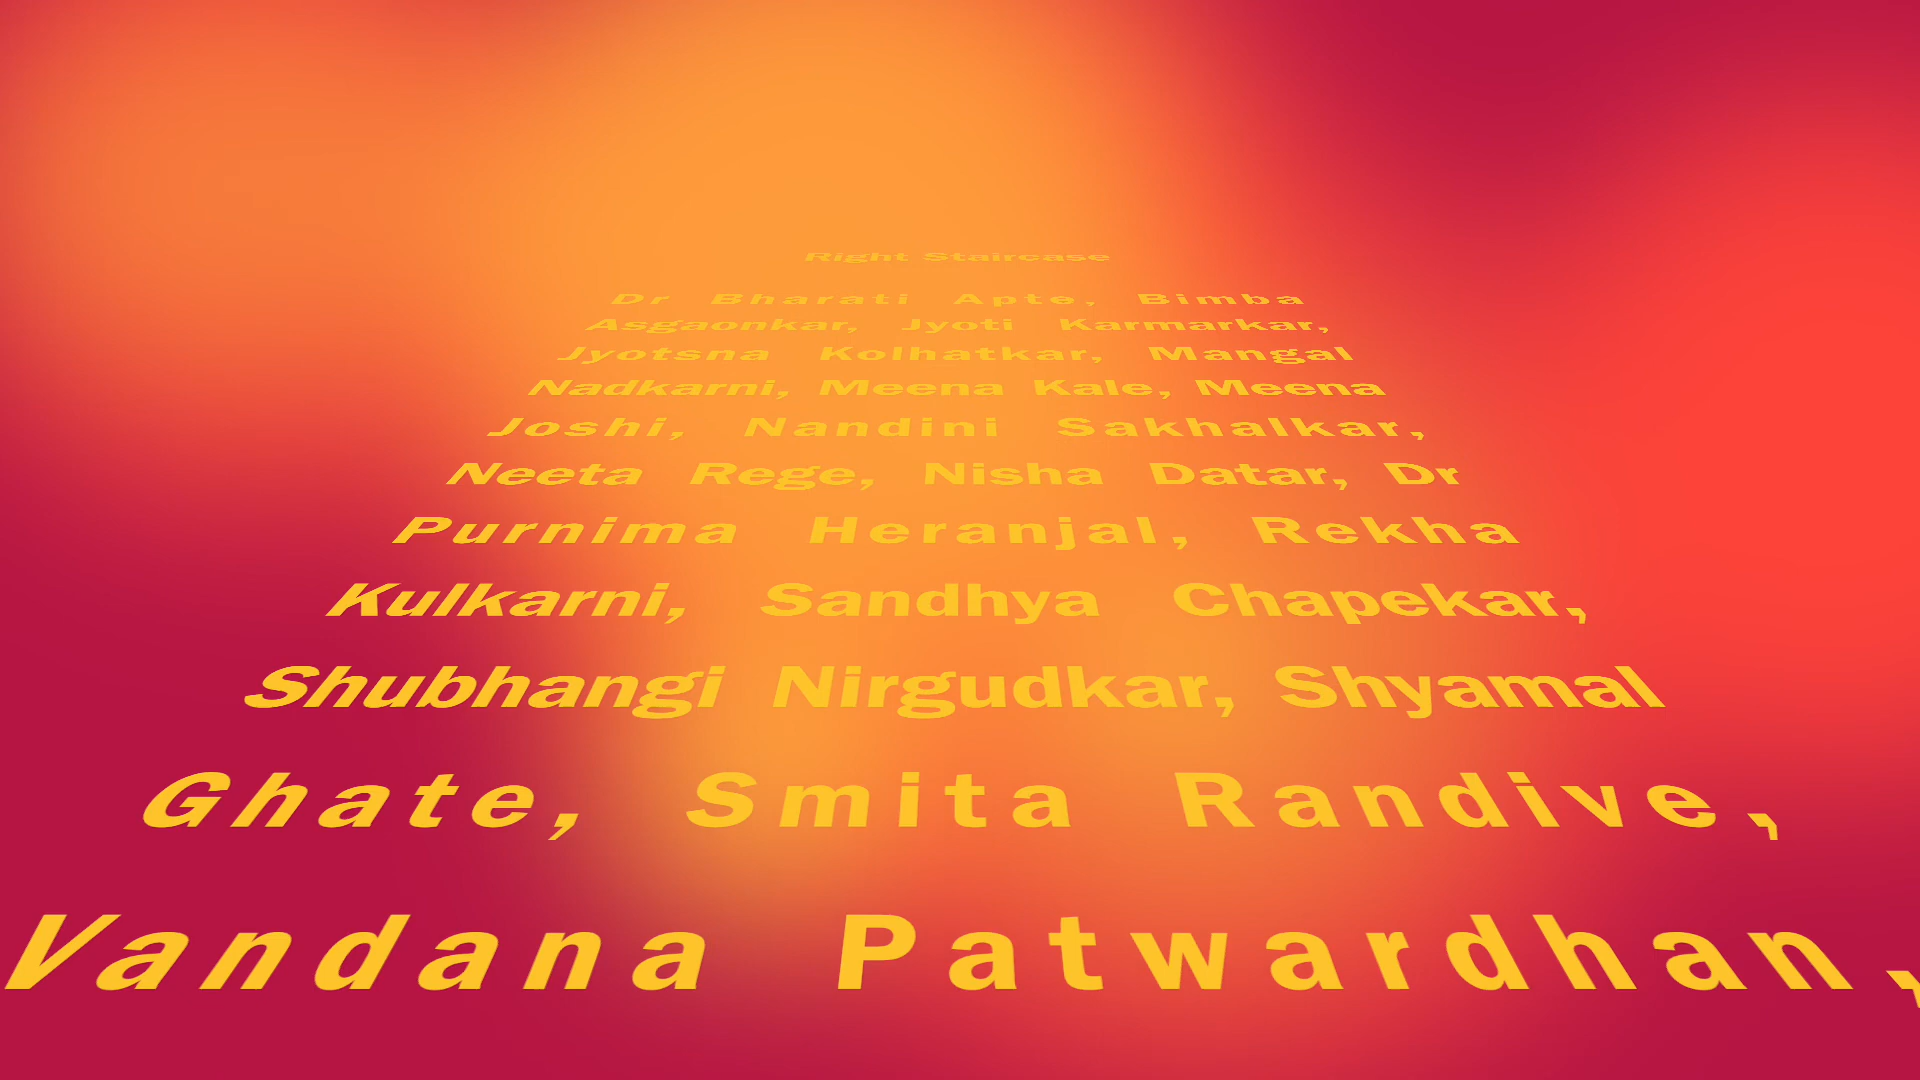 Right Staircase
Dr Bharati Apte, Bimba
Asgaonkar, Jyoti Karmarkar,
Jyotsna Kolhatkar, Mangal
Nadkarni, Meena Kale, Meena
Joshi, Nandini Sakhalkar,
Neeta Rege, Nisha Datar, Dr
Purnima Heranjal, Rekha
Kulkarni, Sandhya Chapekar,
Shubhangi Nirgudkar, Shyamal
Ghate, Smita Randive,
Vandana Patwardhan,